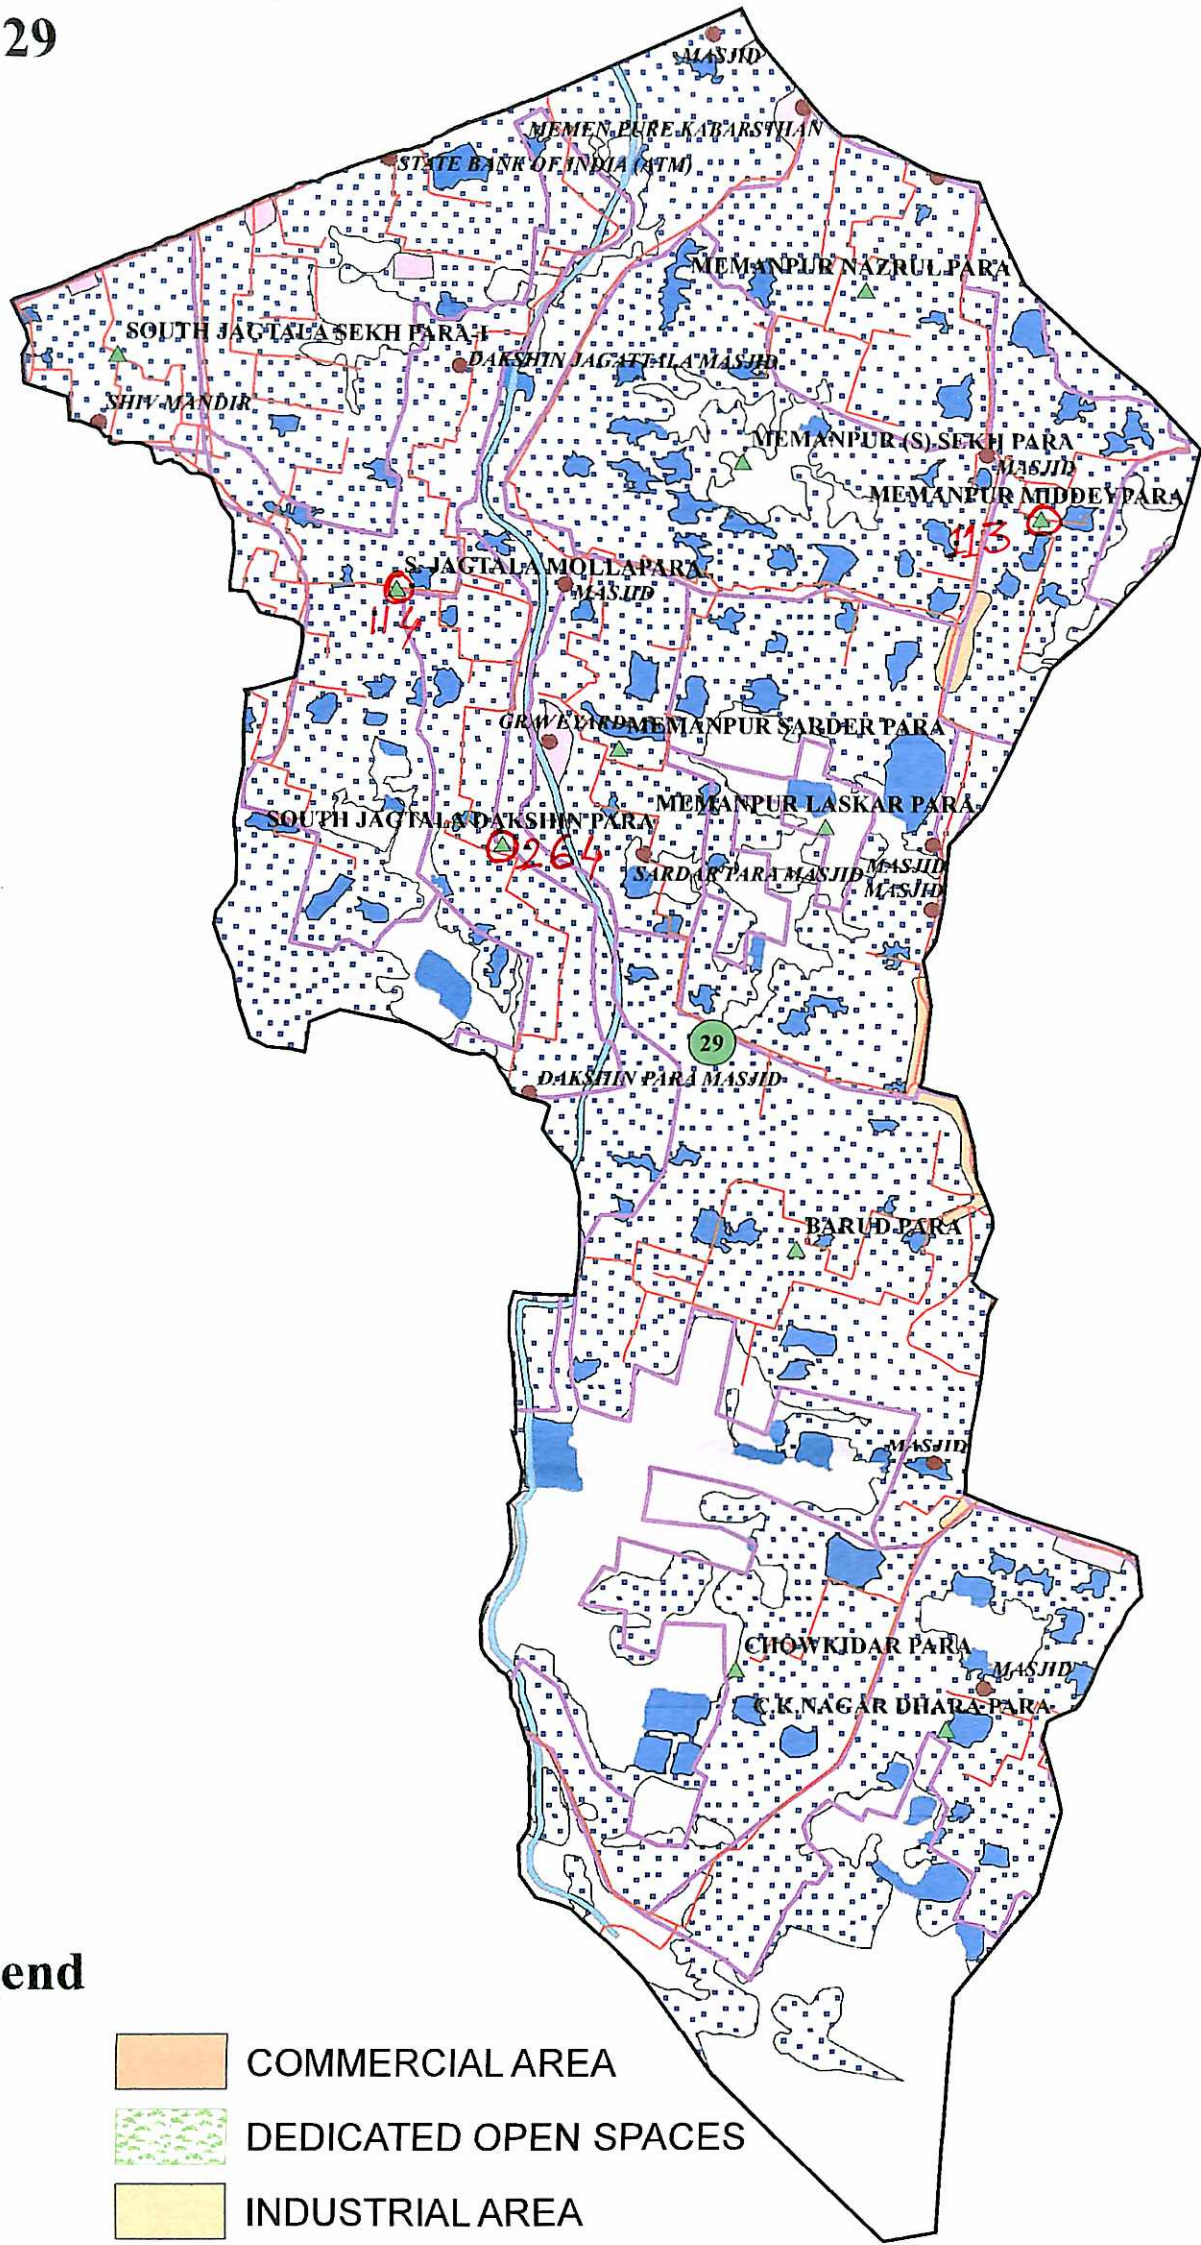 29
MASJID
MEMEN PURE KABARSTHAN
STATE BANK OF INDIA (ATM)
MEMANPUR NAZRUL PARA
SOUTH JAGTALA SEKH PARA-I
DAKSHIN JAGATTALA MASJID
SHIV MANDIR
MEMANPUR (S) SEKH PARA
MASJID
MEMANPUR MIDDEYPARA
113
S. JAGTALA MOLLAPARA
MASJID
114
GRAVEYARD
MEMANPUR SARDER PARA
MEMANPUR LASKAR PARA
SOUTH JAGTALA DAKSHIN PARA
264
SARDAR PARA MASJID
MASJID
MASJID
29
DAKSHIN PARA MASJID
BARUD PARA
MASJID
CHOWKIDAR PARA
MASJID
C.K.NAGAR DHARA PARA
end
COMMERCIAL AREA
DEDICATED OPEN SPACES
INDUSTRIAL AREA